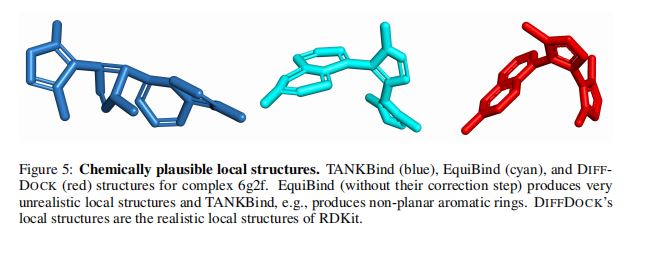 Figure 5: Chemically plausible local structures. TANKBind (blue), EquiBind (cyan), and DIFF-
DOCK (red) structures for complex 6g2f. EquiBind (without their correction step) produces very
unrealistic local structures and TANKBind, e.g., produces non-planar aromatic rings. DIFFDOCK's
local structures are the realistic local structures of RDKit.